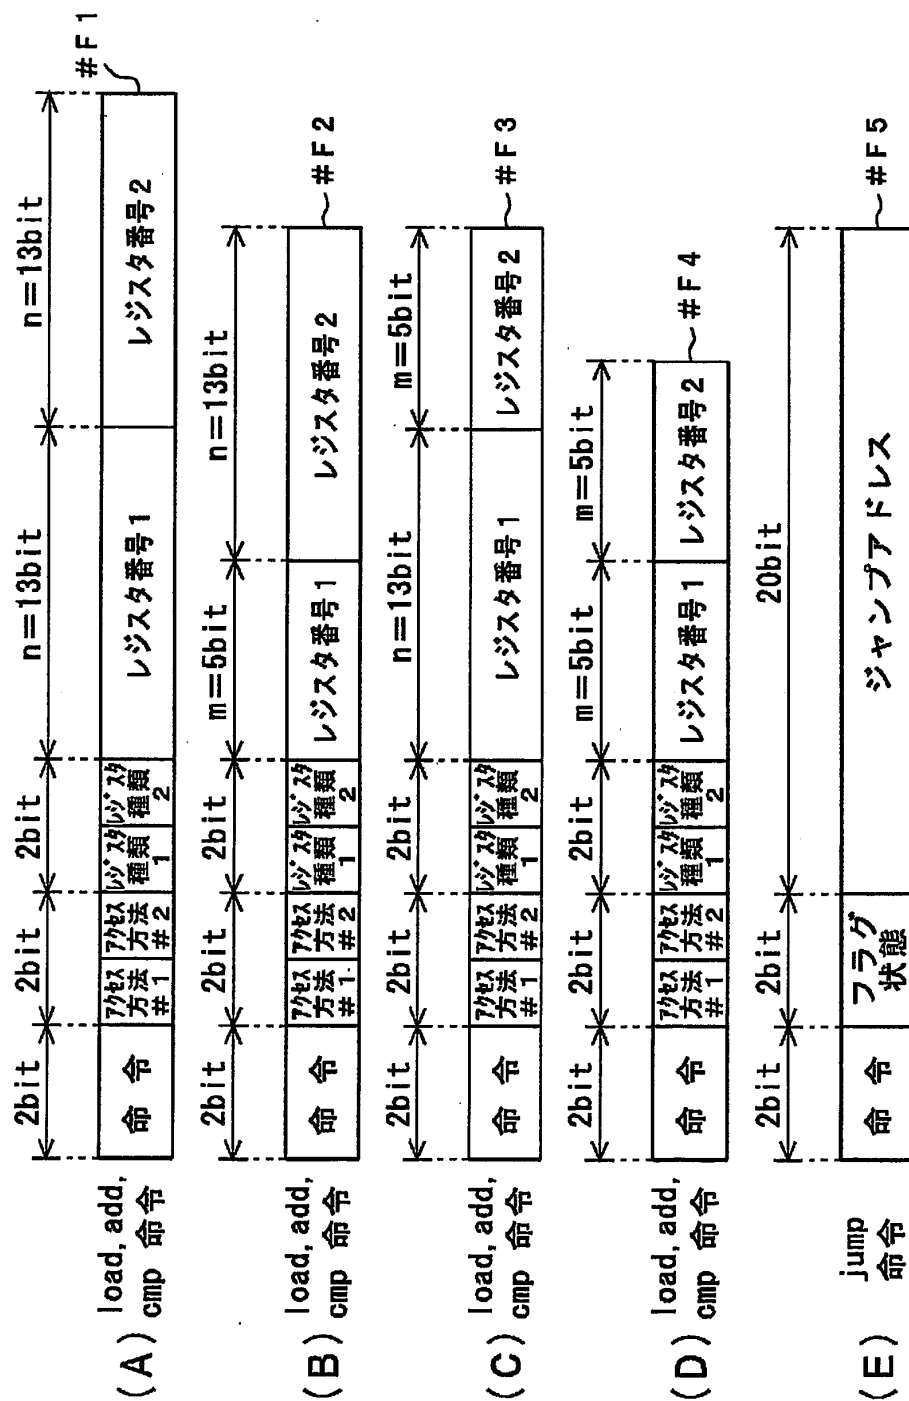 #F1
2bit 2bit 2bit n=13bit n=13bit
(A) load, add, cmp 命令
命令 アクセス方法#1 アクセス方法#2 レジスタ種類1 レジスタ種類2 レジスタ番号1 レジスタ番号2
#F2
2bit 2bit 2bit m=5bit n=13bit
(B) load, add, cmp 命令
命令 アクセス方法#1 アクセス方法#2 レジスタ種類1 レジスタ種類2 レジスタ番号1 レジスタ番号2
#F3
2bit 2bit 2bit n=13bit m=5bit
(C) load, add, cmp 命令
命令 アクセス方法#1 アクセス方法#2 レジスタ種類1 レジスタ種類2 レジスタ番号1 レジスタ番号2
#F4
2bit 2bit 2bit m=5bit m=5bit
(D) load, add, cmp 命令
命令 アクセス方法#1 アクセス方法#2 レジスタ種類1 レジスタ種類2 レジスタ番号1 レジスタ番号2
#F5
2bit 2bit 20bit
(E) jump 命令
命令 フラグ状態 ジャンプアドレス